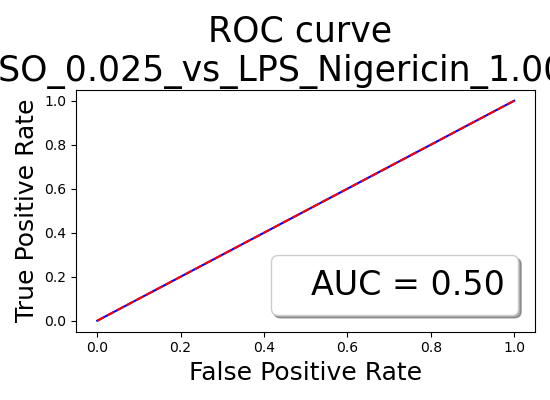 ROC curve
SO_0.025_vs_LPS_Nigericin_1.00
True Positive Rate
1.0
0.8
0.6
0.4
0.2
0.0
AUC = 0.50
0.0 0.2 0.4 0.6 0.8 1.0
False Positive Rate